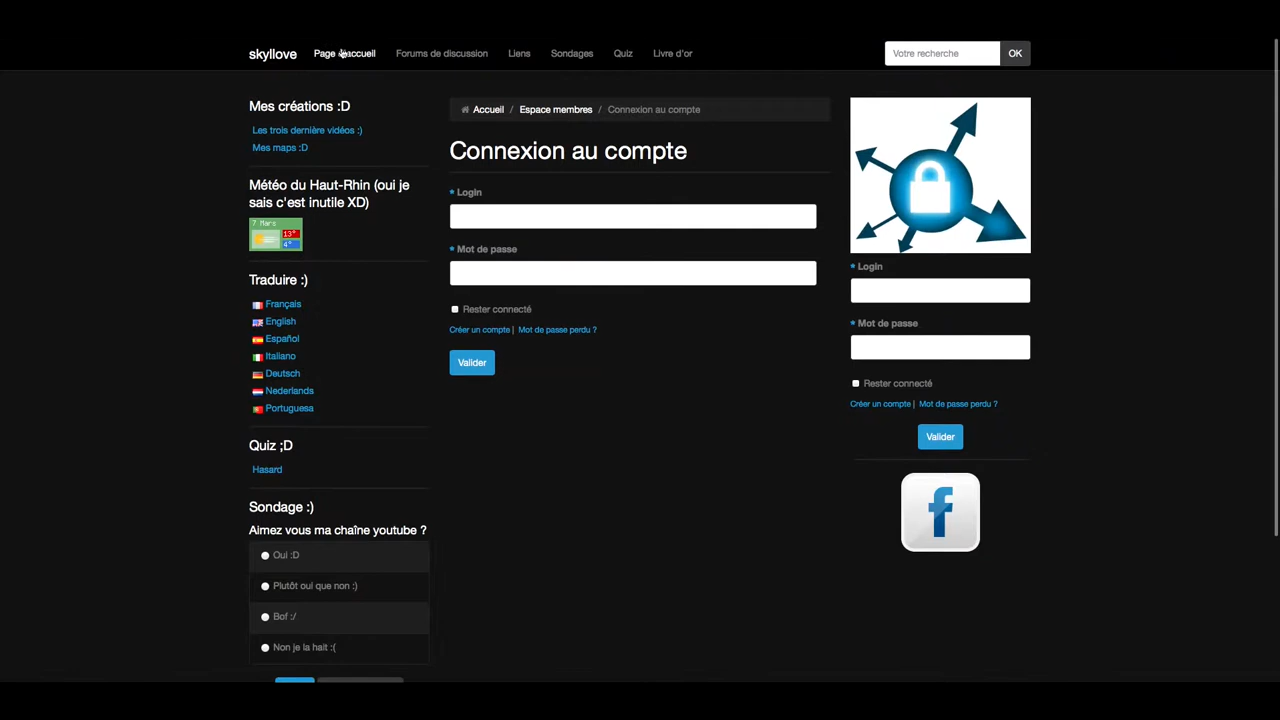 skyllove
Page d'accueil
Forums de discussion
Liens
Sondages
Quiz
Livre d'or
Votre recherche
OK
Mes créations :D
Les trois dernière vidéos :)
Mes maps :D
Météo du Haut-Rhin (oui je
sais c'est inutile XD)
7 Mars
13°
4°
Traduire :)
Français
English
Español
Italiano
Deutsch
Nederlands
Portuguesa
Quiz ;D
Hasard
Sondage :)
Aimez vous ma chaîne youtube ?
Oui :D
Plutôt oui que non :)
Bof :/
Non je la hait :(
Accueil / Espace membres / Connexion au compte
Connexion au compte
* Login
* Mot de passe
Rester connecté
Créer un compte | Mot de passe perdu ?
Valider
* Login
* Mot de passe
Rester connecté
Créer un compte | Mot de passe perdu ?
Valider
f